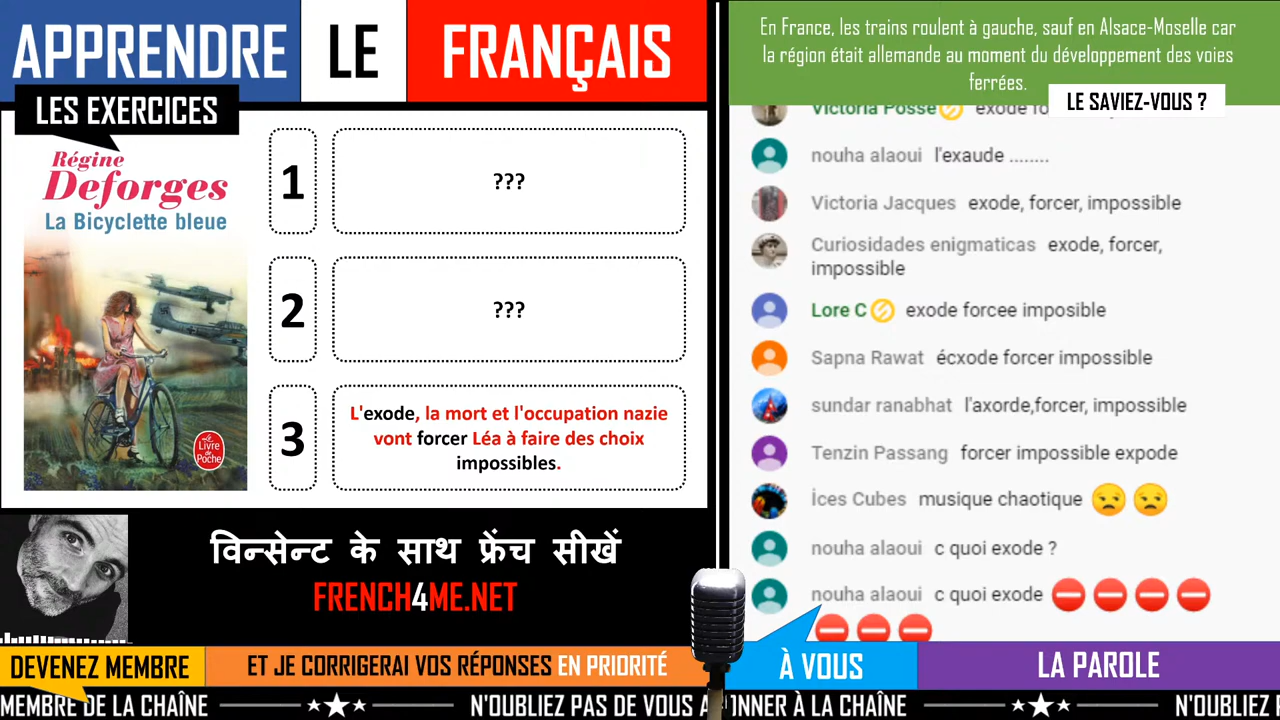 APPRENDRE LE FRANÇAIS
LES EXERCICES
Régine
Deforges
La Bicyclette bleue
Le
Livre
de
Poche
1
???
2
???
3
L'exode, la mort et l'occupation nazie
vont forcer Léa à faire des choix
impossibles.
विन्सेन्ट के साथ फ्रेंच सीखें
FRENCH4ME.NET
En France, les trains roulent à gauche, sauf en Alsace-Moselle car
la région était allemande au moment du développement des voies
ferrées.
LE SAVIEZ-VOUS ?
Victoria Posse exode
nouha alaoui l'exaude ........
Victoria Jacques exode, forcer, impossible
Curiosidades enigmaticas exode, forcer,
impossible
Lore C exode forcee imposible
Sapna Rawat écxode forcer impossible
sundar ranabhat l'axorde,forcer, impossible
Tenzin Passang forcer impossible expode
İces Cubes musique chaotique 😒 😒
nouha alaoui c quoi exode ?
nouha alaoui c quoi exode ⛔ ⛔ ⛔ ⛔
⛔ ⛔ ⛔
DEVENEZ MEMBRE
ET JE CORRIGERAI VOS RÉPONSES EN PRIORITÉ
À VOUS
LA PAROLE
MEMBRE DE LA CHAÎNE N'OUBLIEZ PAS DE VOUS ABONNER À LA CHAÎNE N'OUBLIEZ